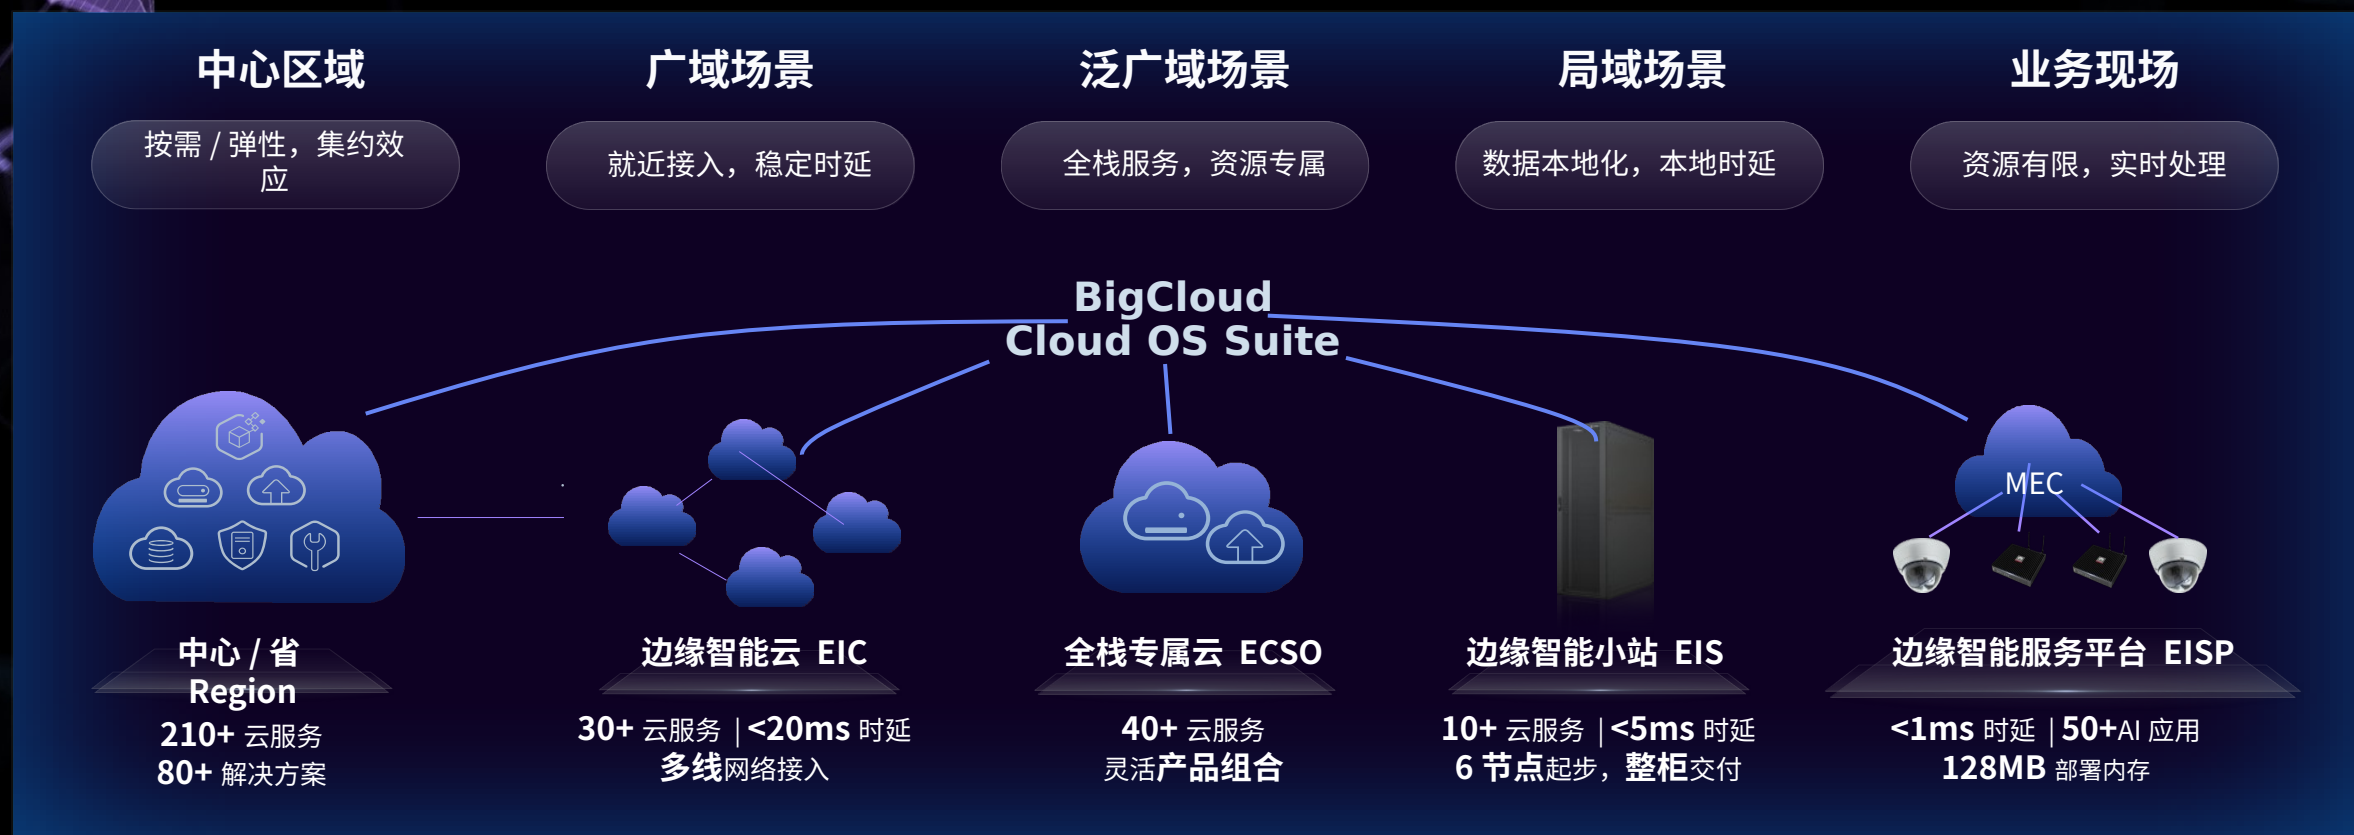 中心区域
广域场景
泛广域场景
局域场景
业务现场
按需 / 弹性，集约效
应
就近接入，稳定时延
全栈服务，资源专属
数据本地化，本地时延
资源有限，实时处理
BigCloud
Cloud OS Suite
MEC
中心 / 省
Region
210+ 云服务
80+ 解决方案
边缘智能云 EIC
30+ 云服务 | <20ms 时延
多线网络接入
全栈专属云 ECSO
40+ 云服务
灵活产品组合
边缘智能小站 EIS
10+ 云服务 | <5ms 时延
6 节点起步，整柜交付
边缘智能服务平台 EISP
<1ms 时延 | 50+AI 应用
128MB 部署内存